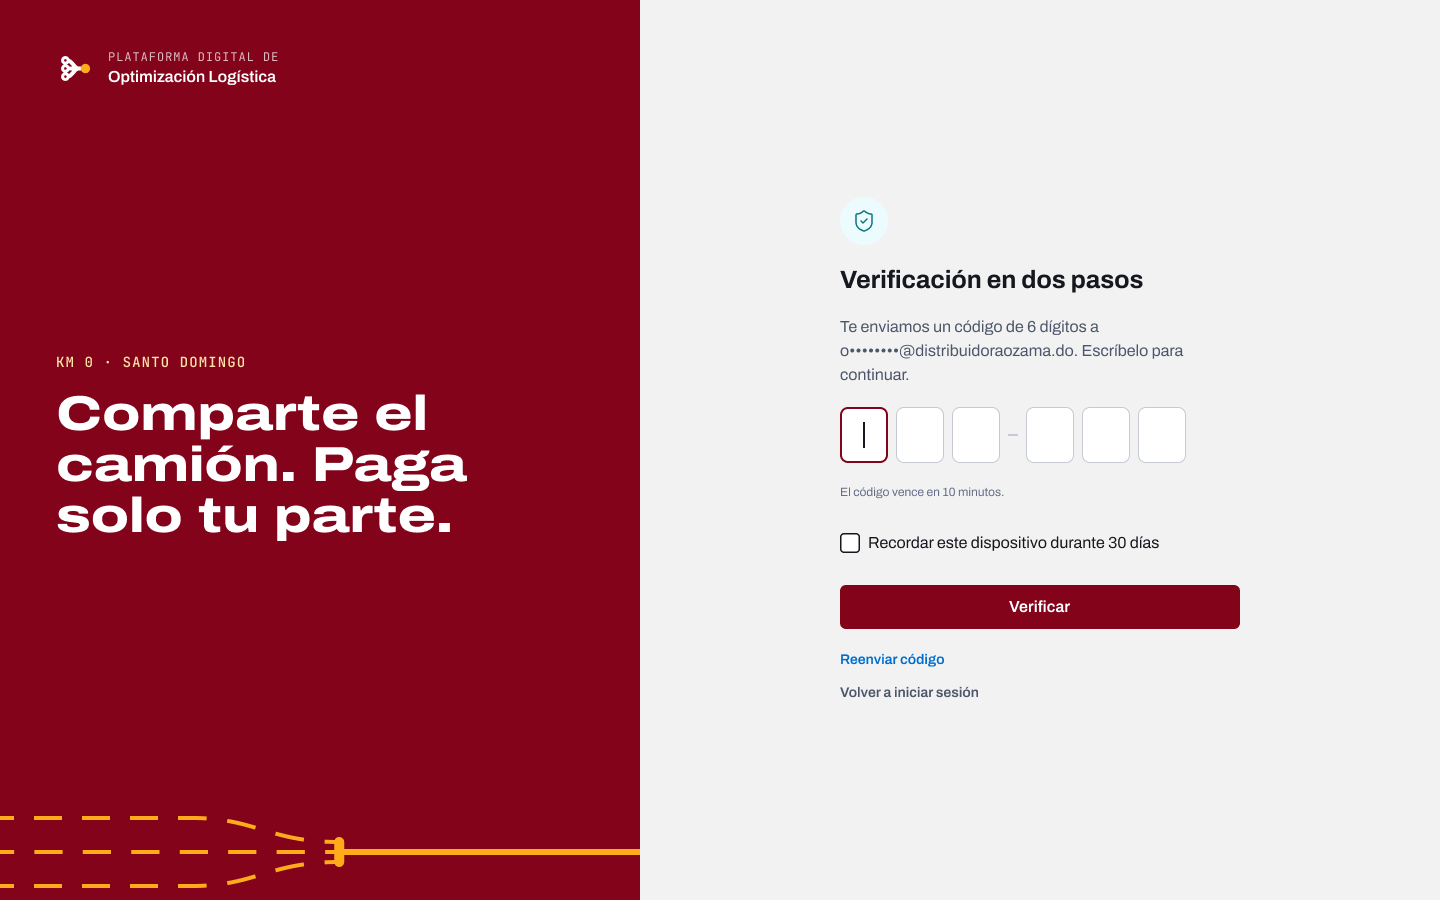 PLATAFORMA DIGITAL DE
Optimización Logística
KM 0 · SANTO DOMINGO
Comparte el
camión. Paga
solo tu parte.
Verificación en dos pasos
Te enviamos un código de 6 dígitos a
o••••••••@distribuidoraozama.do. Escríbelo para
continuar.
–
El código vence en 10 minutos.
Recordar este dispositivo durante 30 días
Verificar
Reenviar código
Volver a iniciar sesión